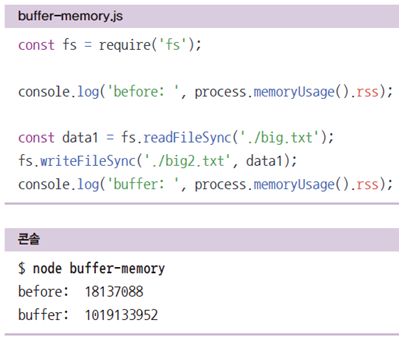 buffer-memory.js
const fs = require('fs');
console.log('before: ', process.memoryUsage().rss);
const data1 = fs.readFileSync('./big.txt');
fs.writeFileSync('./big2.txt', data1);
console.log('buffer: ', process.memoryUsage().rss);
콘솔
$ node buffer-memory
before:  18137088
buffer:  1019133952